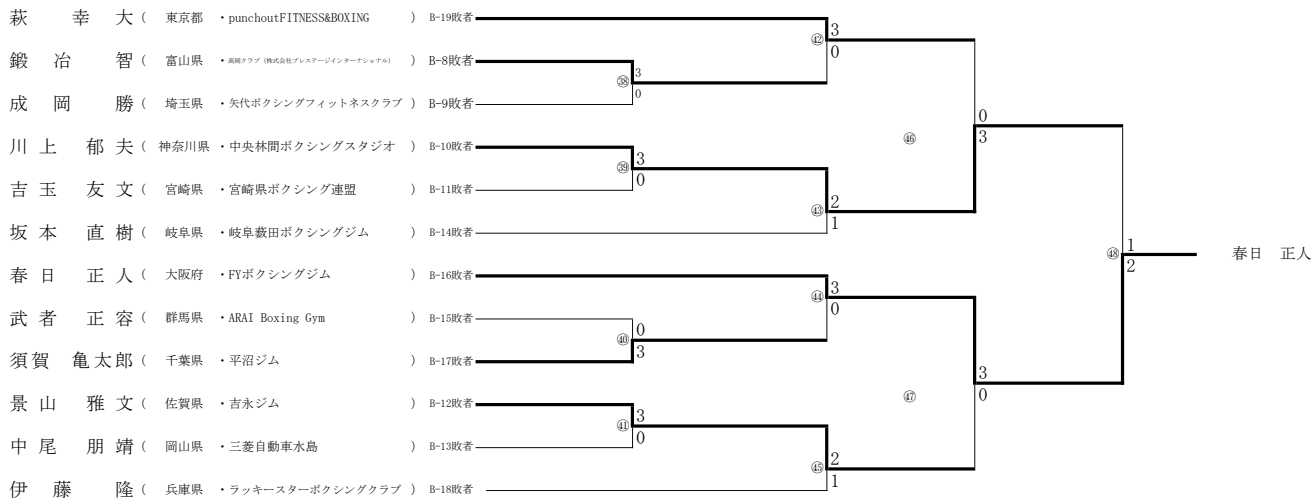 萩 幸 大 ( 東京都 ・punchoutFITNESS&BOXING ) B-19敗者
鍛 冶 智 ( 富山県 ・高岡クラブ (株式会社プレステージインターナショナル) ) B-8敗者
成 岡 勝 ( 埼玉県 ・矢代ボクシングフィットネスクラブ ) B-9敗者
川 上 郁 夫 ( 神奈川県 ・中央林間ボクシングスタジオ ) B-10敗者
吉 玉 友 文 ( 宮崎県 ・宮崎県ボクシング連盟 ) B-11敗者
坂 本 直 樹 ( 岐阜県 ・岐阜薮田ボクシングジム ) B-14敗者
春 日 正 人 ( 大阪府 ・FYボクシングジム ) B-16敗者
武 者 正 容 ( 群馬県 ・ARAI Boxing Gym ) B-15敗者
須賀 亀太郎 ( 千葉県 ・平沼ジム ) B-17敗者
景 山 雅 文 ( 佐賀県 ・吉永ジム ) B-12敗者
中 尾 朋 靖 ( 岡山県 ・三菱自動車水島 ) B-13敗者
伊 藤 隆 ( 兵庫県 ・ラッキースターボクシングクラブ ) B-18敗者
㊳ 3
0
㊴ 3
0
㊵ 0
3
㊶ 3
0
㊷ 3
0
㊸ 2
1
㊹ 3
0
㊺ 2
1
㊻ 0
3
㊼ 3
0
㊽ 1
2
春日 正人